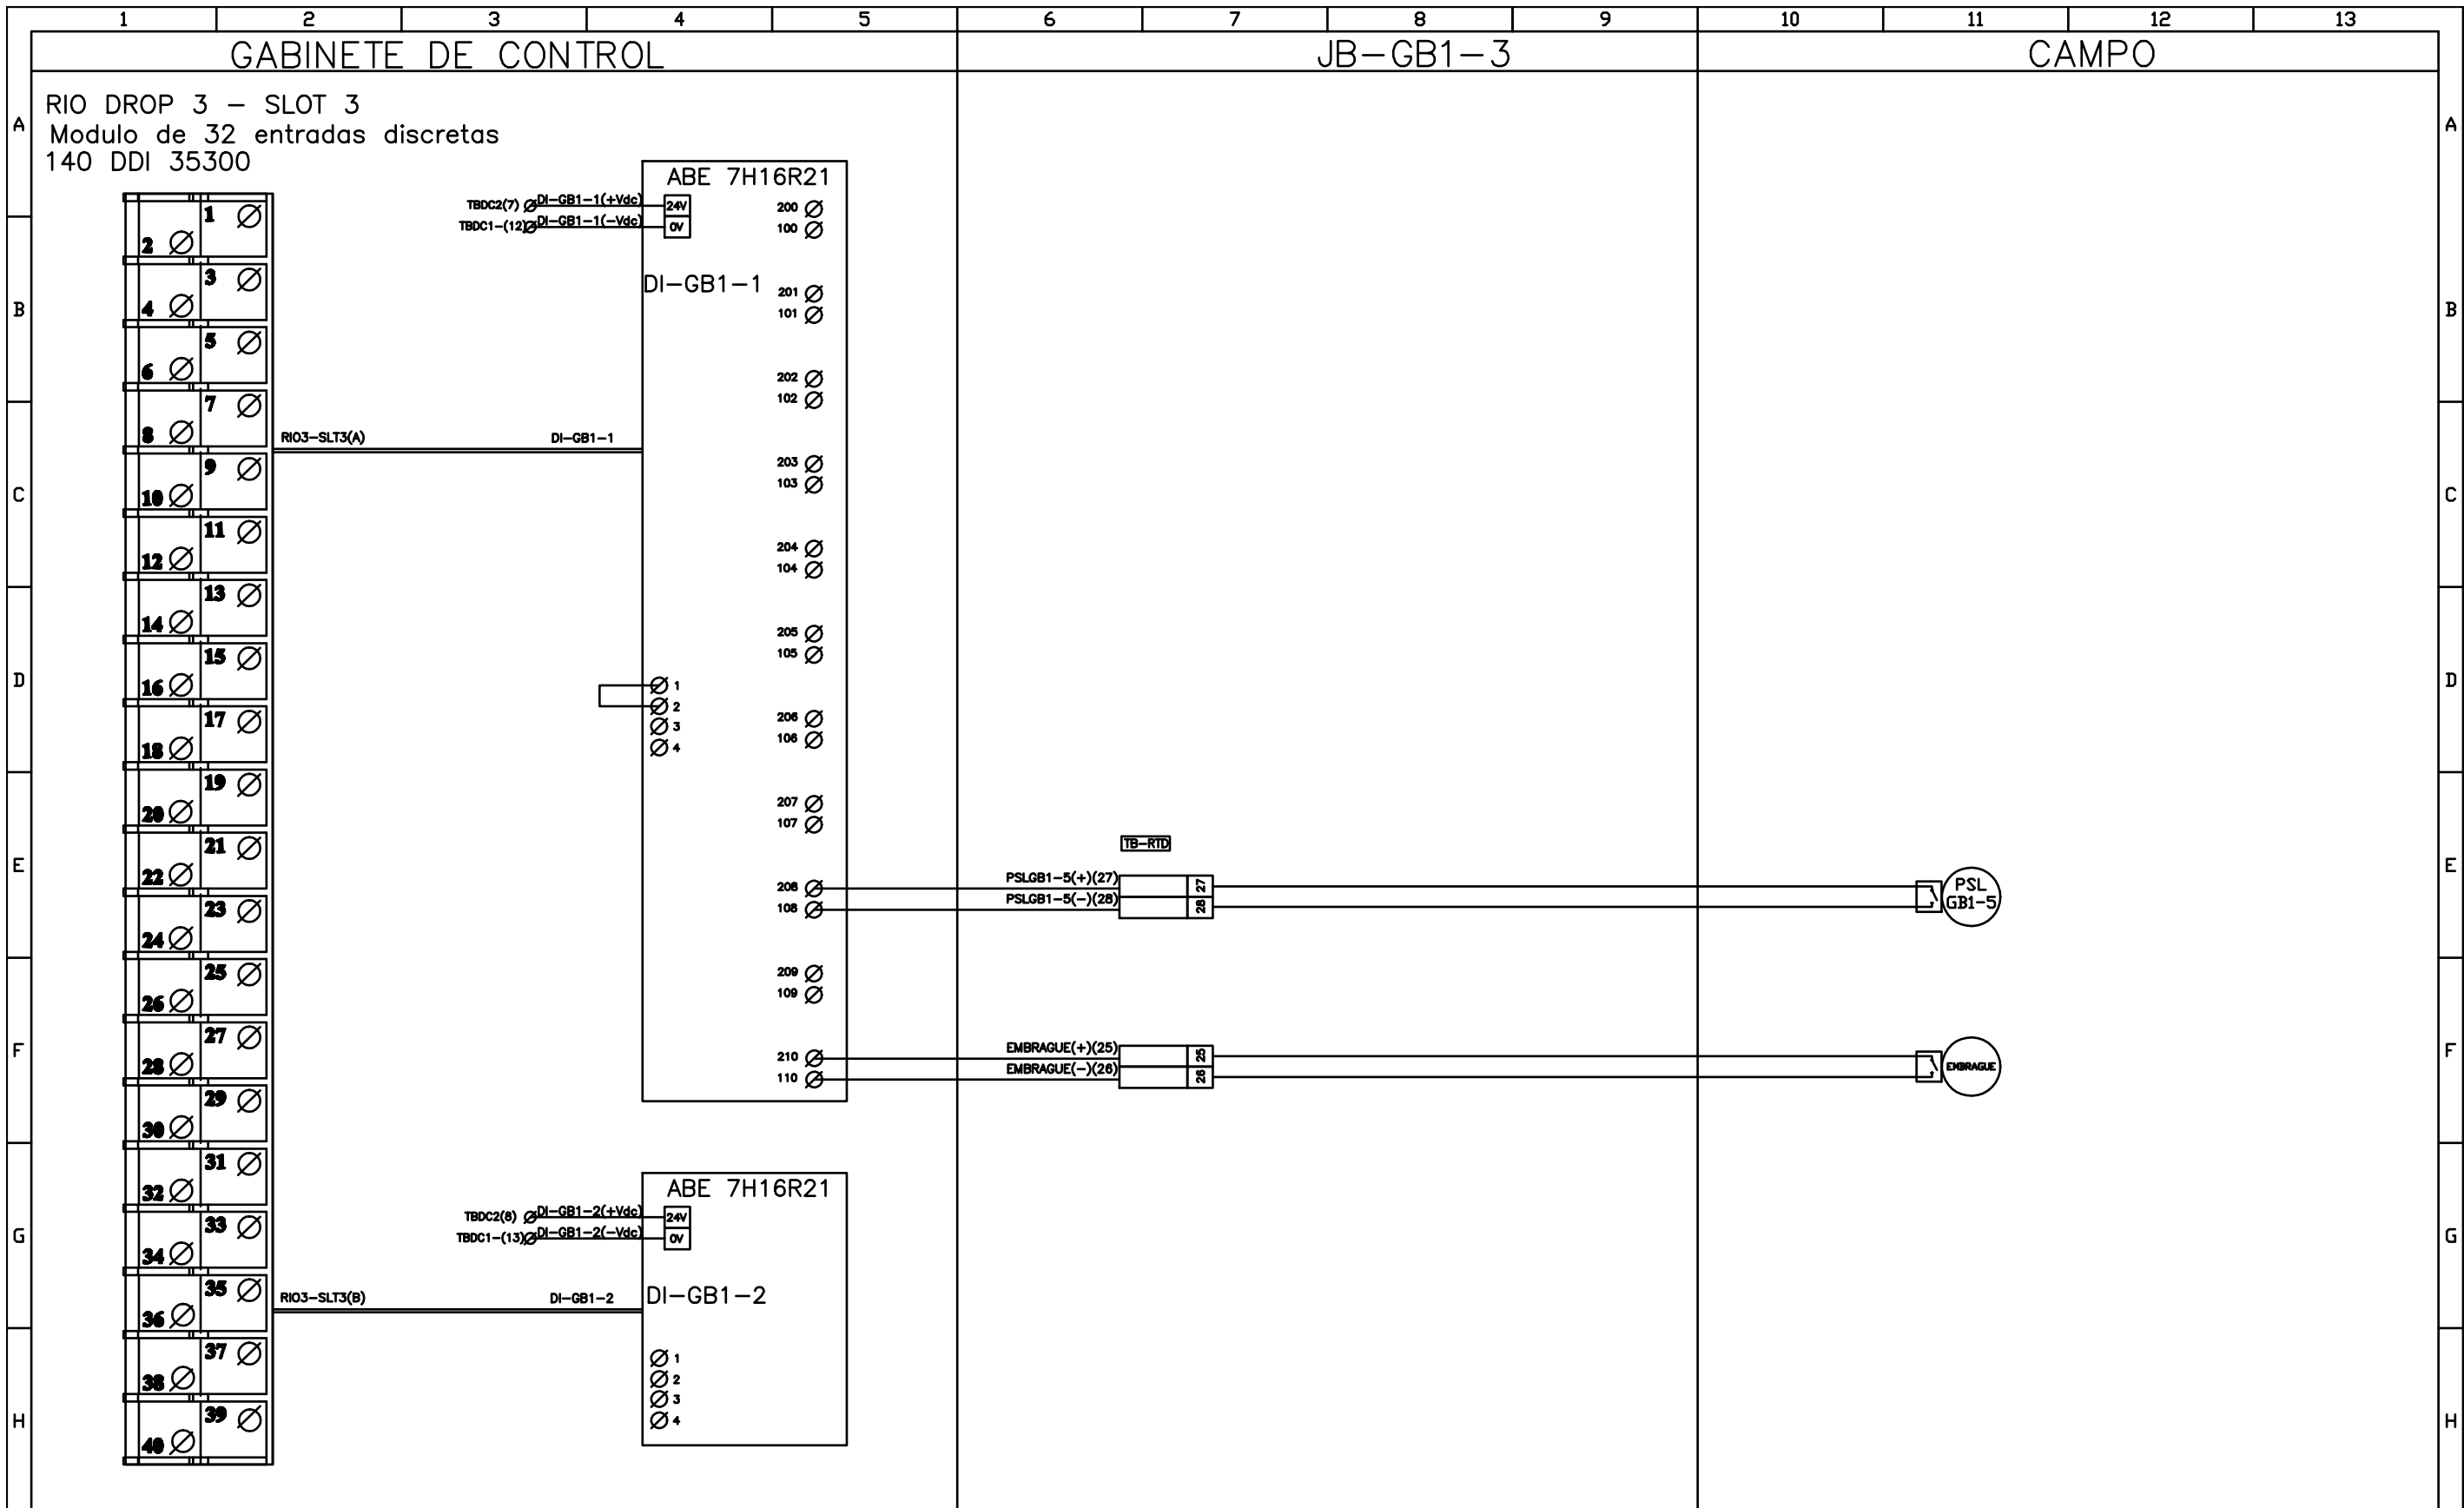 1 2 3 4 5 6 7 8 9 10 11 12 13
GABINETE DE CONTROL
JB-GB1-3
CAMPO
A
A
B
B
C
C
D
D
E
E
F
F
G
G
H
H
RIO DROP 3 - SLOT 3
Modulo de 32 entradas discretas
140 DDI 35300
1
2
3
4
5
6
7
8
9
10
11
12
13
14
15
16
17
18
19
20
21
22
23
24
25
26
27
28
29
30
31
32
33
34
35
36
37
38
39
40
RIO3-SLT3(A)
DI-GB1-1
ABE 7H16R21
TBDC2(7)
DI-GB1-1(+Vdc)
24V
TBDC1-(12)
DI-GB1-1(-Vdc)
0V
DI-GB1-1
200
100
201
101
202
102
203
103
204
104
205
105
1
2
3
4
206
106
207
107
208
108
209
109
210
110
TB-RTD
PSLGB1-5(+)(27)
27
PSLGB1-5(-)(28)
28
PSL
GB1-5
EMBRAGUE(+)(25)
25
EMBRAGUE(-)(26)
26
EMBRAGUE
ABE 7H16R21
TBDC2(8)
DI-GB1-2(+Vdc)
24V
TBDC1-(13)
DI-GB1-2(-Vdc)
0V
RIO3-SLT3(B)
DI-GB1-2
DI-GB1-2
1
2
3
4